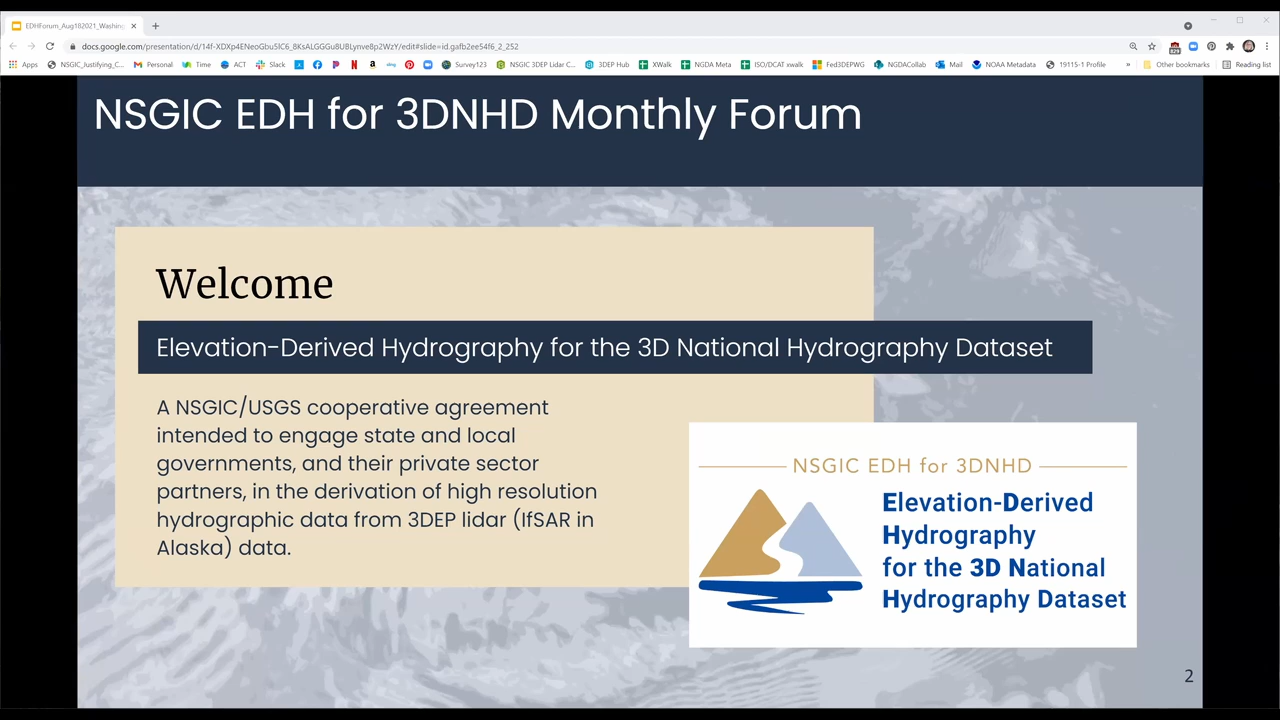 EDHForum_Aug182021_Washing
docs.google.com/presentation/d/14f-XDXp4ENeoGbu5lC6_8KsALGGGu8UBLynve8p2WzY/edit#slide=id.gafb2ee54f6_2_252
Apps NSGIC_Justifying_C... Personal Time ACT Slack Survey123 NSGIC 3DEP Lidar C... 3DEP Hub XWalk NGDA Meta ISO/DCAT xwalk Fed3DEPWG NGDACollab Mail NOAA Metadata 19115-1 Profile » Other bookmarks Reading list
NSGIC EDH for 3DNHD Monthly Forum
Welcome
Elevation-Derived Hydrography for the 3D National Hydrography Dataset
A NSGIC/USGS cooperative agreement
intended to engage state and local
governments, and their private sector
partners, in the derivation of high resolution
hydrographic data from 3DEP lidar (IfSAR in
Alaska) data.
NSGIC EDH for 3DNHD
Elevation-Derived
Hydrography
for the 3D National
Hydrography Dataset
2